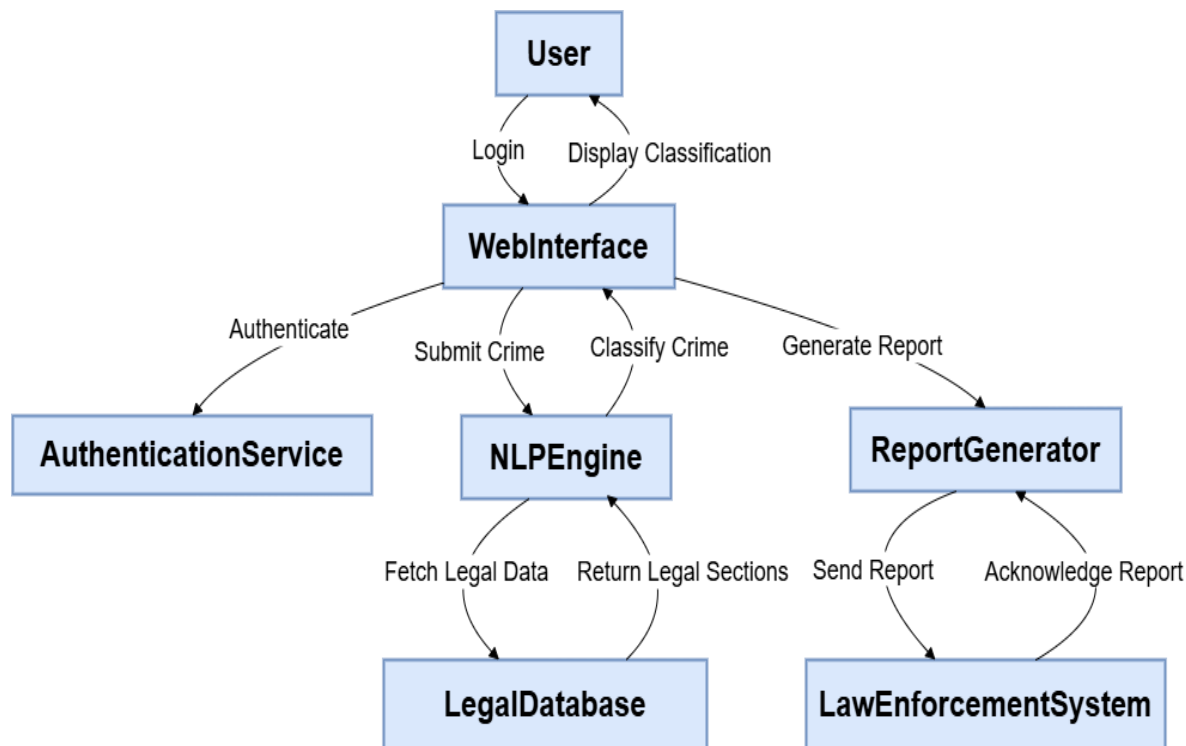 User
Login
Display Classification
WebInterface
Authenticate
Submit Crime
Classify Crime
Generate Report
AuthenticationService
NLPEngine
ReportGenerator
Fetch Legal Data
Return Legal Sections
Send Report
Acknowledge Report
LegalDatabase
LawEnforcementSystem